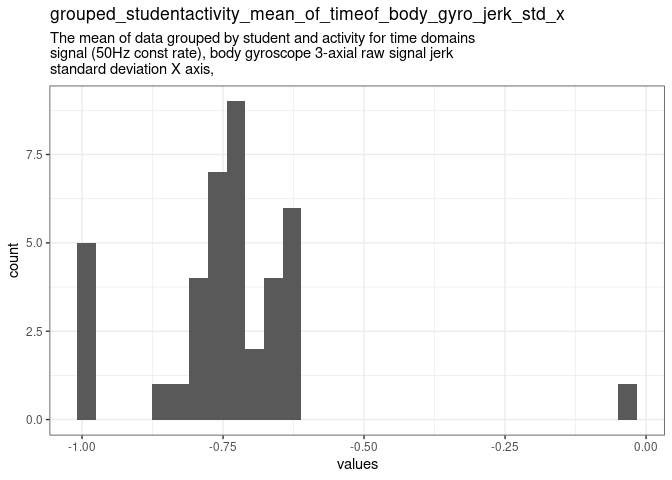 grouped_studentactivity_mean_of_timeof_body_gyro_jerk_std_x
The mean of data grouped by student and activity for time domains
signal (50Hz const rate), body gyroscope 3-axial raw signal jerk
standard deviation X axis,
7.5
5.0
2.5
0.0
count
-1.00 -0.75 -0.50 -0.25 0.00
values